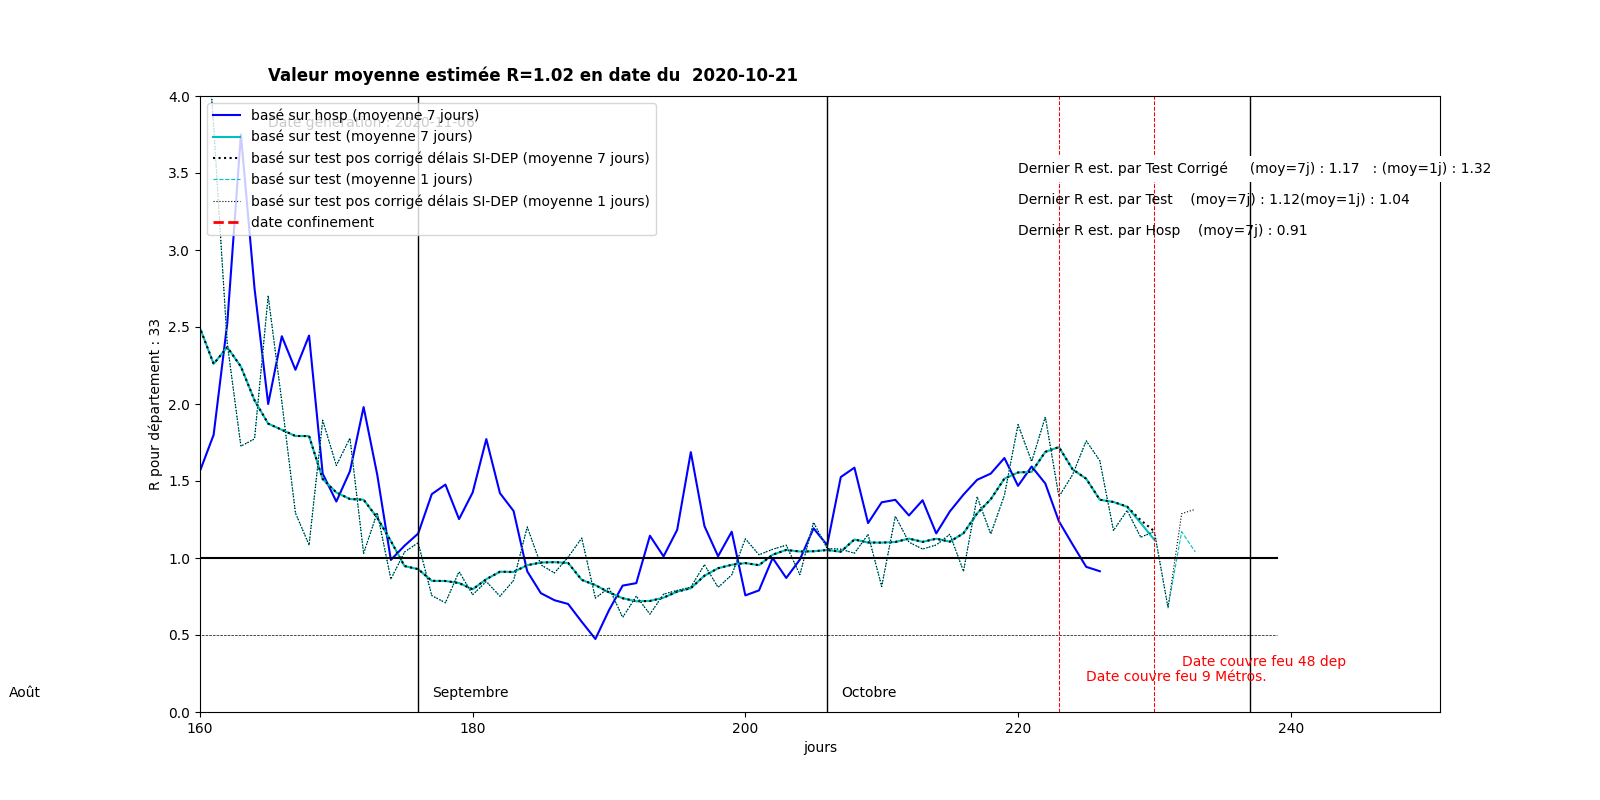 Valeur moyenne estimée R=1.02 en date du  2020-10-21
Date génération : 2020-11-06
basé sur hosp (moyenne 7 jours)
basé sur test (moyenne 7 jours)
basé sur test pos corrigé délais SI-DEP (moyenne 7 jours)
basé sur test (moyenne 1 jours)
basé sur test pos corrigé délais SI-DEP (moyenne 1 jours)
date confinement
Dernier R est. par Test Corrigé (moy=7j) : 1.17 : (moy=1j) : 1.32
Dernier R est. par Test (moy=7j) : 1.12(moy=1j) : 1.04
Dernier R est. par Hosp (moy=7j) : 0.91
4.0
3.5
3.0
2.5
2.0
1.5
1.0
0.5
0.0
R pour département : 33
Date couvre feu 48 dep
Date couvre feu 9 Métros.
Août
Septembre
Octobre
160
180
200
220
240
jours